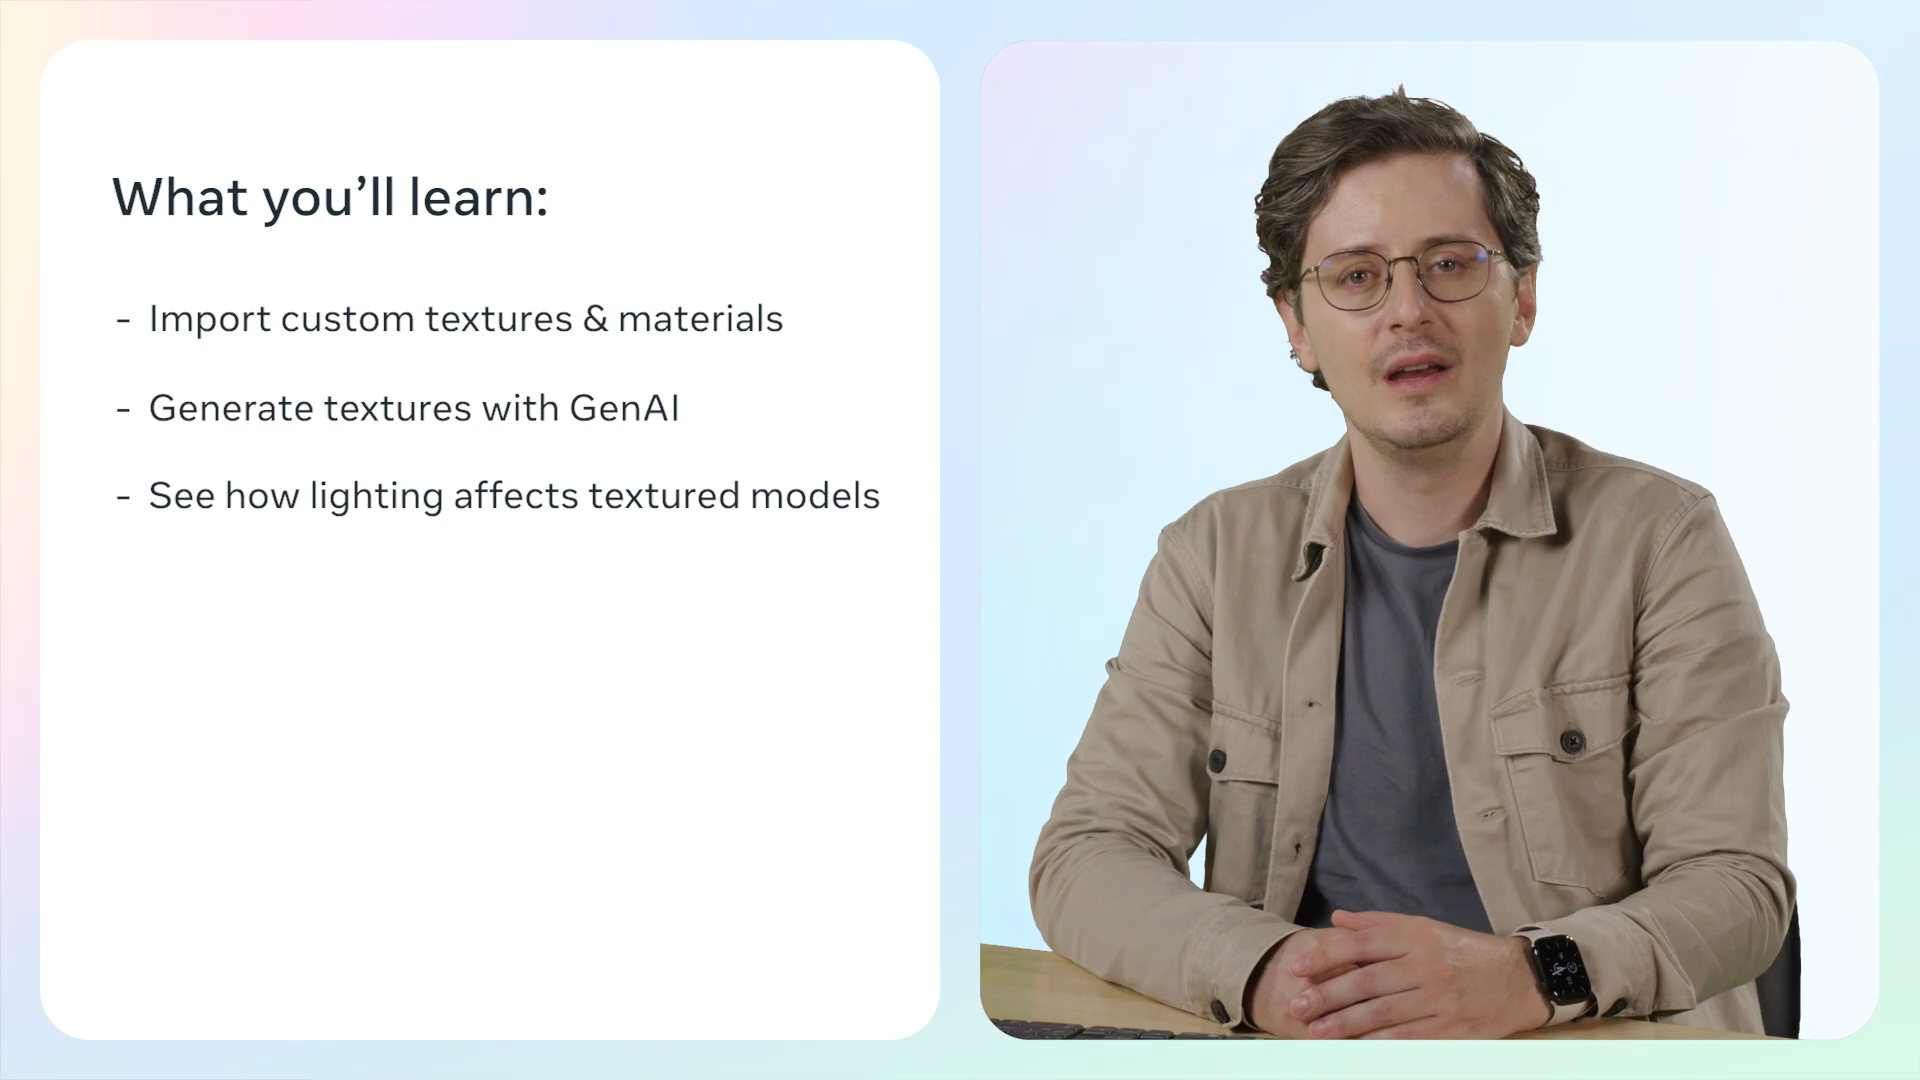 What you’ll learn:
- Import custom textures & materials
- Generate textures with GenAI
- See how lighting affects textured models